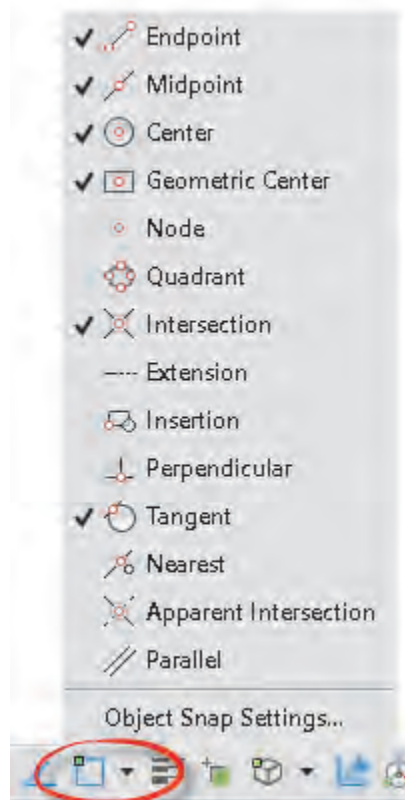 Endpoint
Midpoint
Center
Geometric Center
Node
Quadrant
Intersection
Extension
Insertion
Perpendicular
Tangent
Nearest
Apparent Intersection
Parallel
Object Snap Settings...